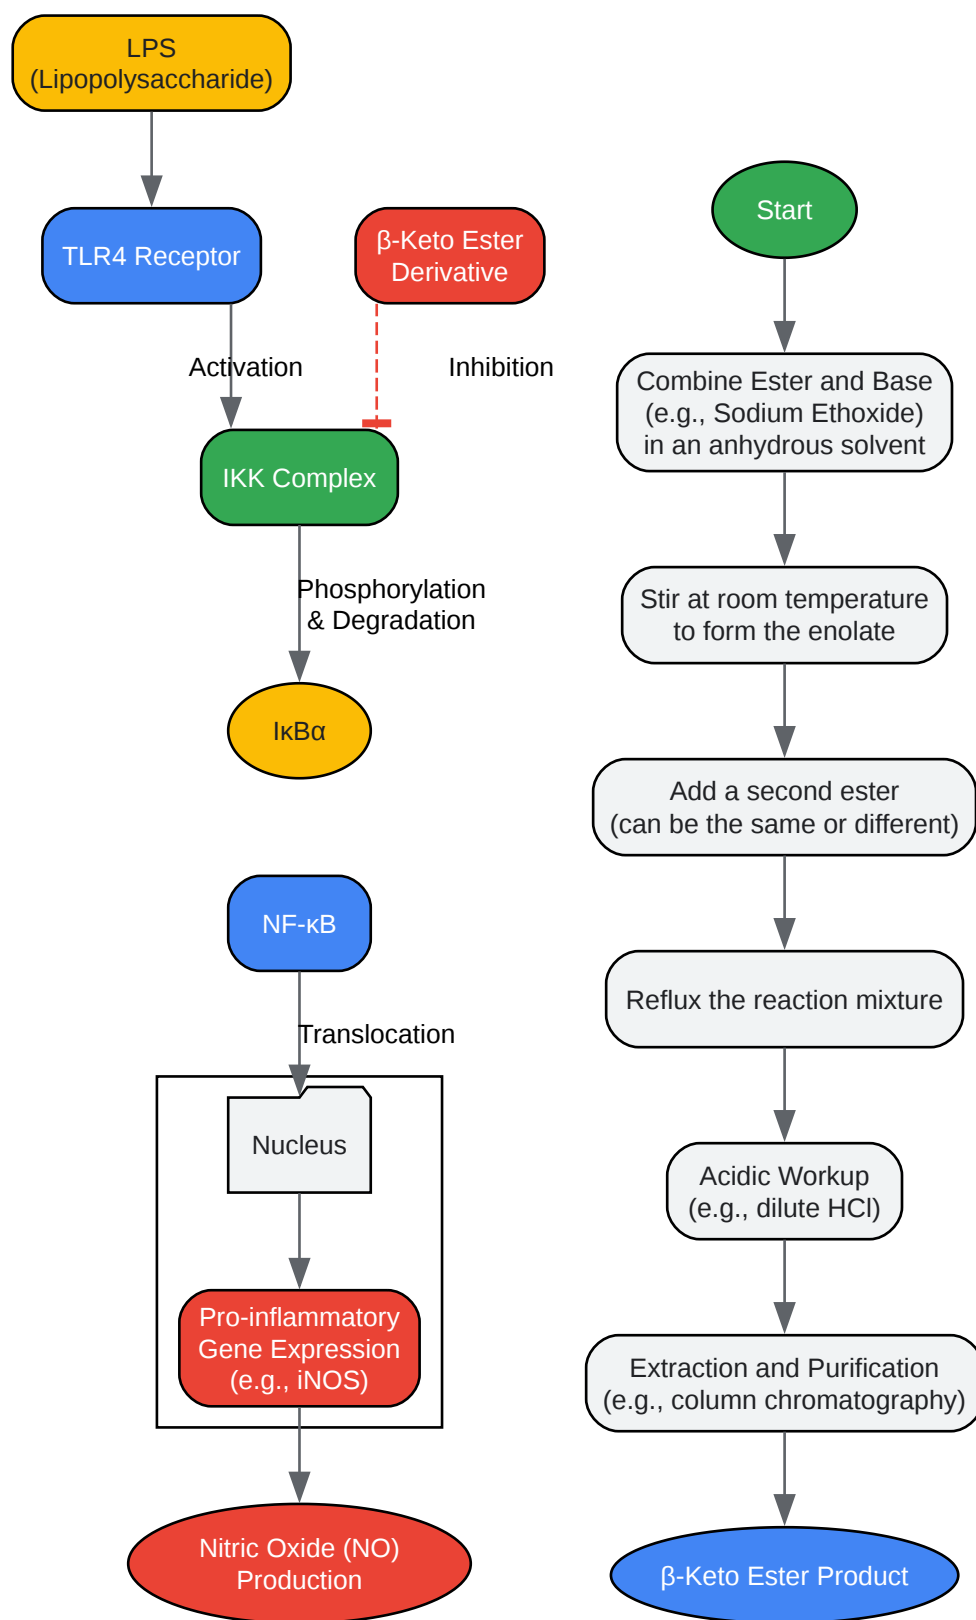 LPS
(Lipopolysaccharide)
TLR4 Receptor
β-Keto Ester
Derivative
Activation
Inhibition
IKK Complex
Phosphorylation
& Degradation
IκBα
NF-κB
Translocation
Nucleus
Pro-inflammatory
Gene Expression
(e.g., iNOS)
Nitric Oxide (NO)
Production
Start
Combine Ester and Base
(e.g., Sodium Ethoxide)
in an anhydrous solvent
Stir at room temperature
to form the enolate
Add a second ester
(can be the same or different)
Reflux the reaction mixture
Acidic Workup
(e.g., dilute HCl)
Extraction and Purification
(e.g., column chromatography)
β-Keto Ester Product